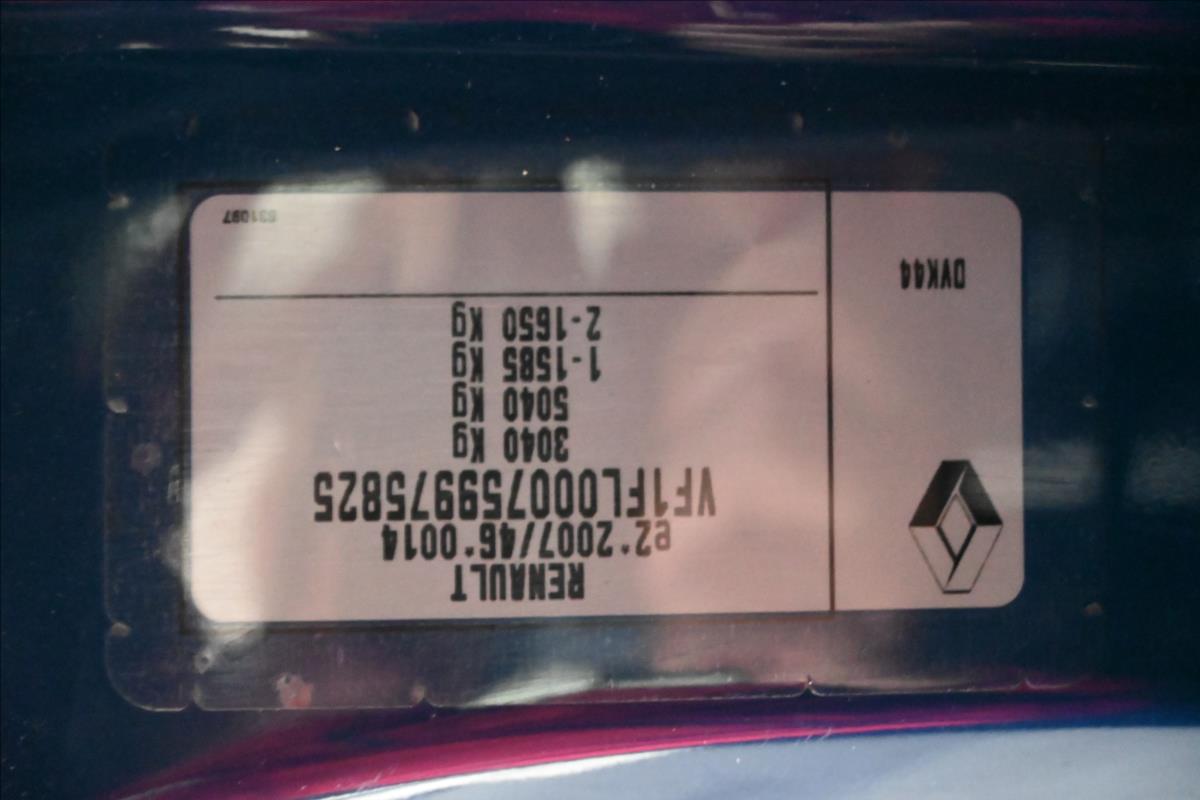 RENAULT
e2*2007/46*0014
VF1FL000759975825
3040 Kg
5040 Kg
1-1585 Kg
2-1650 Kg
DVK44